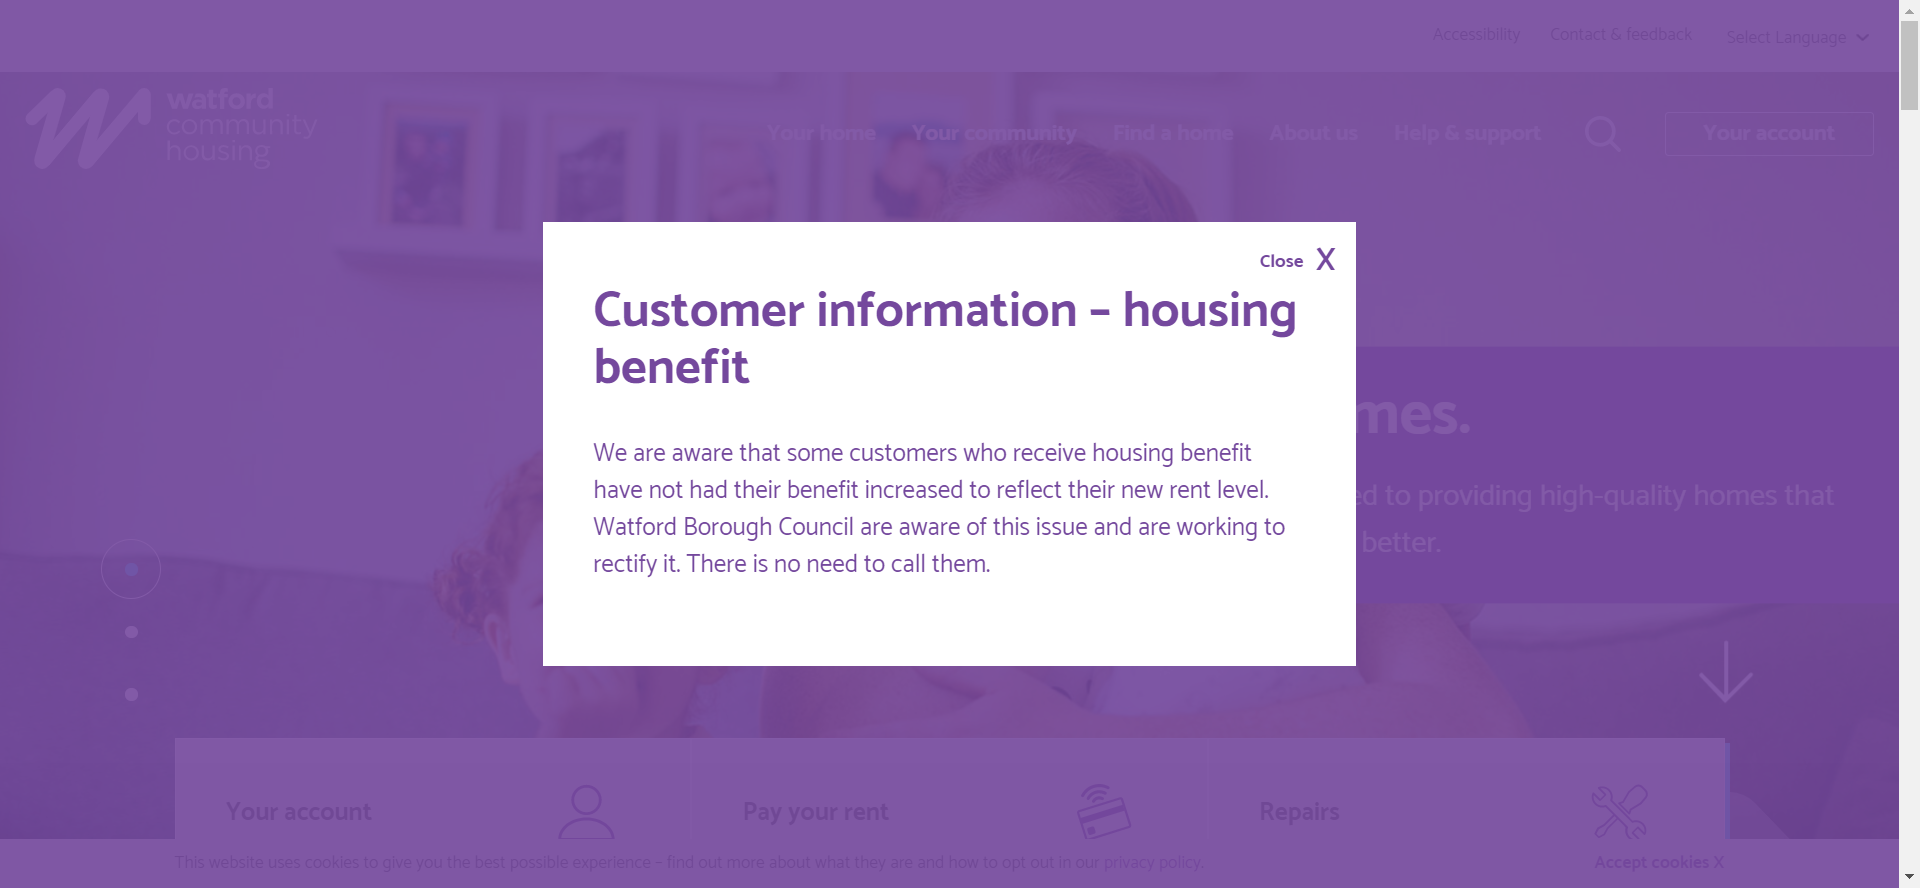 Accessibility
Contact & feedback
Select Language
watford
community
housing
Your home
Your community
Find a home
About us
Help & support
Your account
Close X
Customer information – housing
benefit
We are aware that some customers who receive housing benefit
have not had their benefit increased to reflect their new rent level.
Watford Borough Council are aware of this issue and are working to
rectify it. There is no need to call them.
to providing high-quality homes that
better.
Your account
Pay your rent
Repairs
This website uses cookies to give you the best possible experience – find out more about what they are and how to opt out in our privacy policy.
Accept cookies X